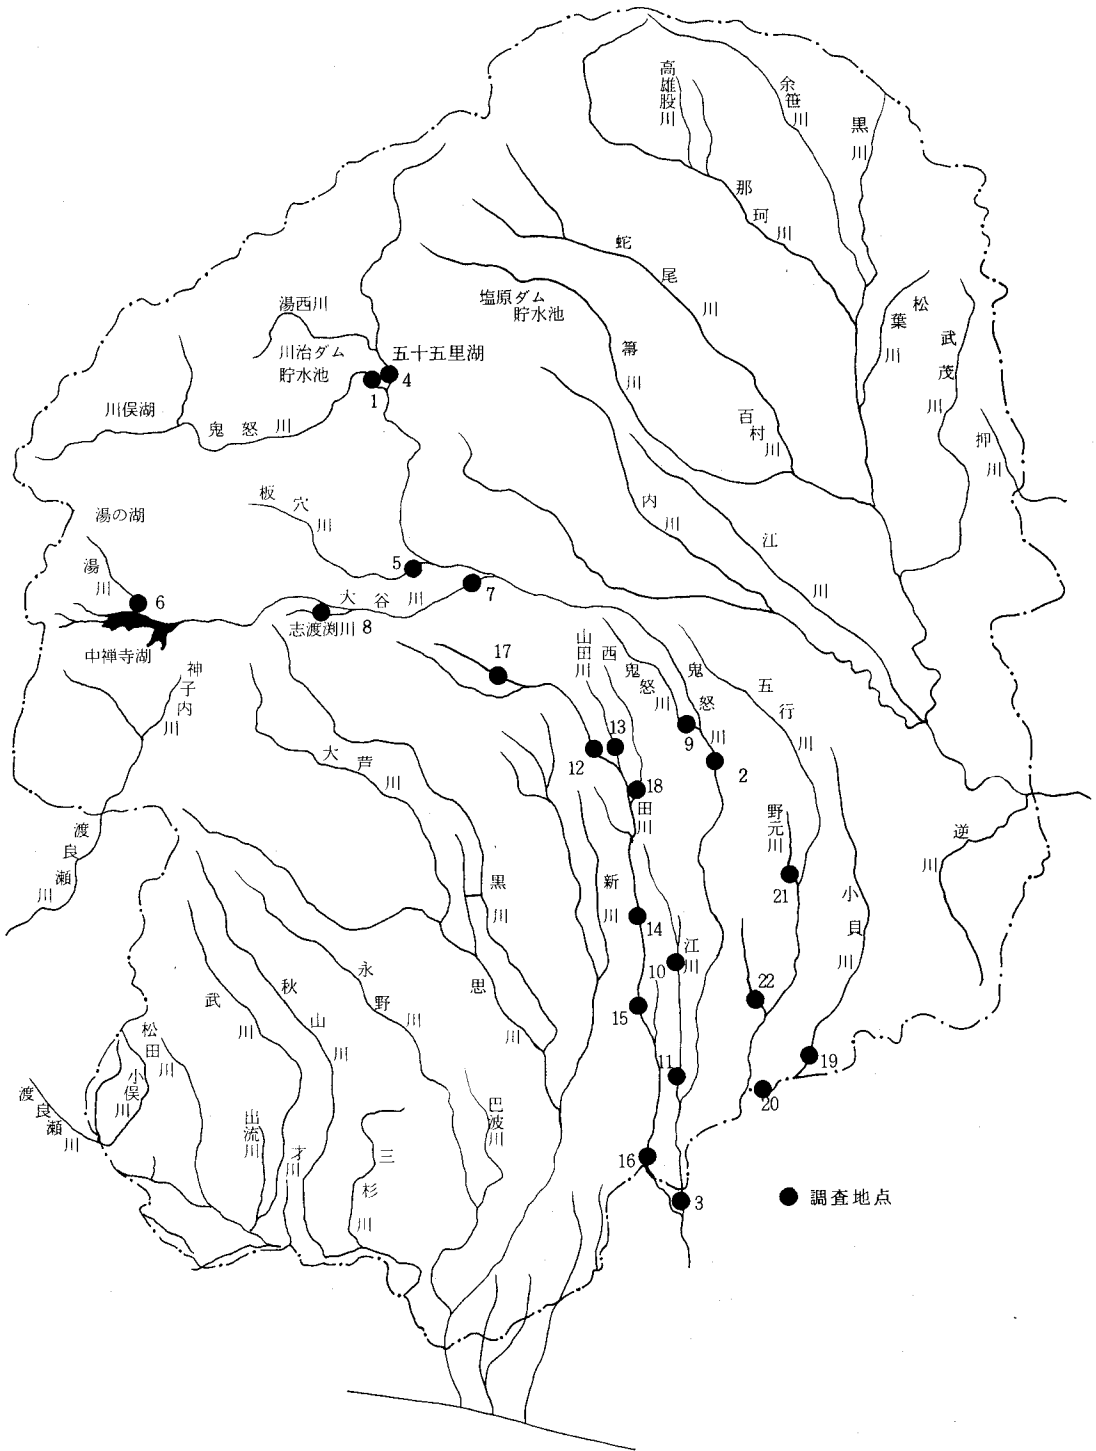 高雄股川
余笹川
黒川
那珂川
蛇尾川
塩原ダム
貯水池
松葉川
武茂川
湯西川
川治ダム
貯水池
五十五里湖
4
1
箒川
川俣湖
鬼怒川
百村川
押川
板穴川
湯の湖
内川
江川
湯川
6
5
7
大谷川
志渡渕川 8
中禅寺湖
神子内川
17
山田川
西鬼怒川
鬼怒川
五行川
13
9
12
2
大芦川
18
田川
野元川
渡良瀬川
逆川
21
黒川
新川
小貝川
14
江川
10
思川
22
永野川
秋山川
武川
15
松田川
小俣川
19
11
20
渡良瀬川
出流川
巴波川
才川
三杉川
16
3
調査地点